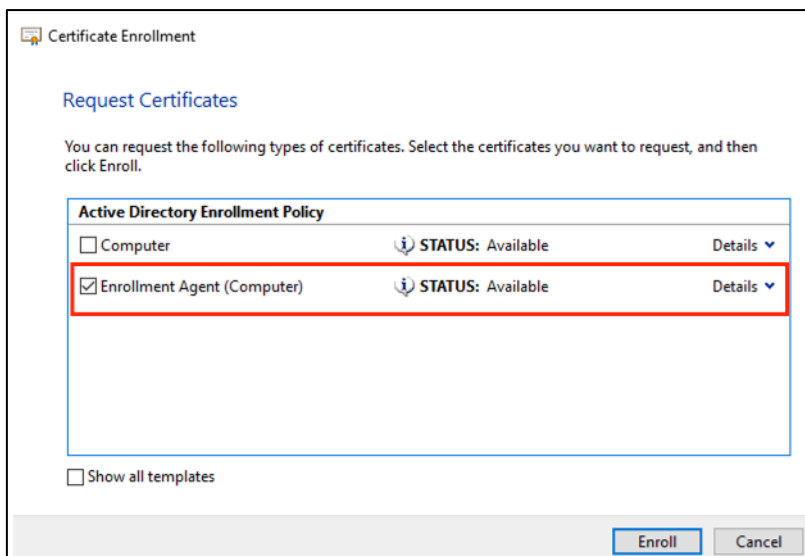 Certificate Enrollment
Request Certificates
You can request the following types of certificates. Select the certificates you want to request, and then
click Enroll.
Active Directory Enrollment Policy
Computer STATUS: Available Details
Enrollment Agent (Computer) STATUS: Available Details
Show all templates
Enroll Cancel